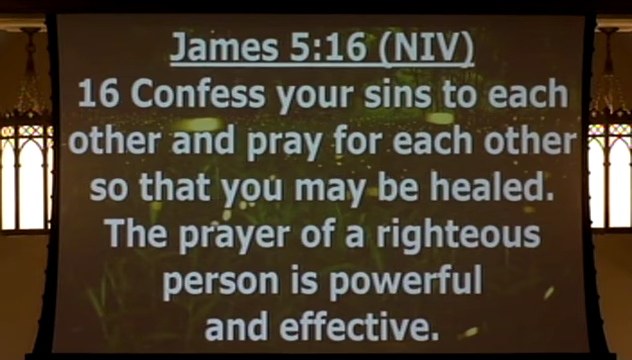 James 5:16 (NIV)
16 Confess your sins to each
other and pray for each other
so that you may be healed.
The prayer of a righteous
person is powerful
and effective.